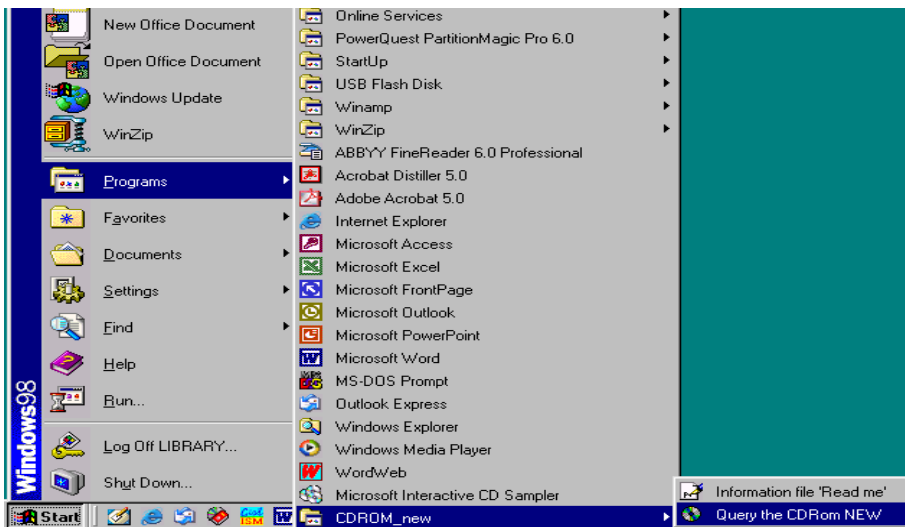 New Office Document
Open Office Document
Windows Update
WinZip
Programs
Favorites
Documents
Settings
Find
Help
Run...
Log Off LIBRARY...
Shut Down...
Windows98
Start
Online Services
PowerQuest PartitionMagic Pro 6.0
StartUp
USB Flash Disk
Winamp
WinZip
ABBYY FineReader 6.0 Professional
Acrobat Distiller 5.0
Adobe Acrobat 5.0
Internet Explorer
Microsoft Access
Microsoft Excel
Microsoft FrontPage
Microsoft Outlook
Microsoft PowerPoint
Microsoft Word
MS-DOS Prompt
Outlook Express
Windows Explorer
Windows Media Player
WordWeb
Microsoft Interactive CD Sampler
CDROM_new
Information file 'Read me'
Query the CDRom NEW